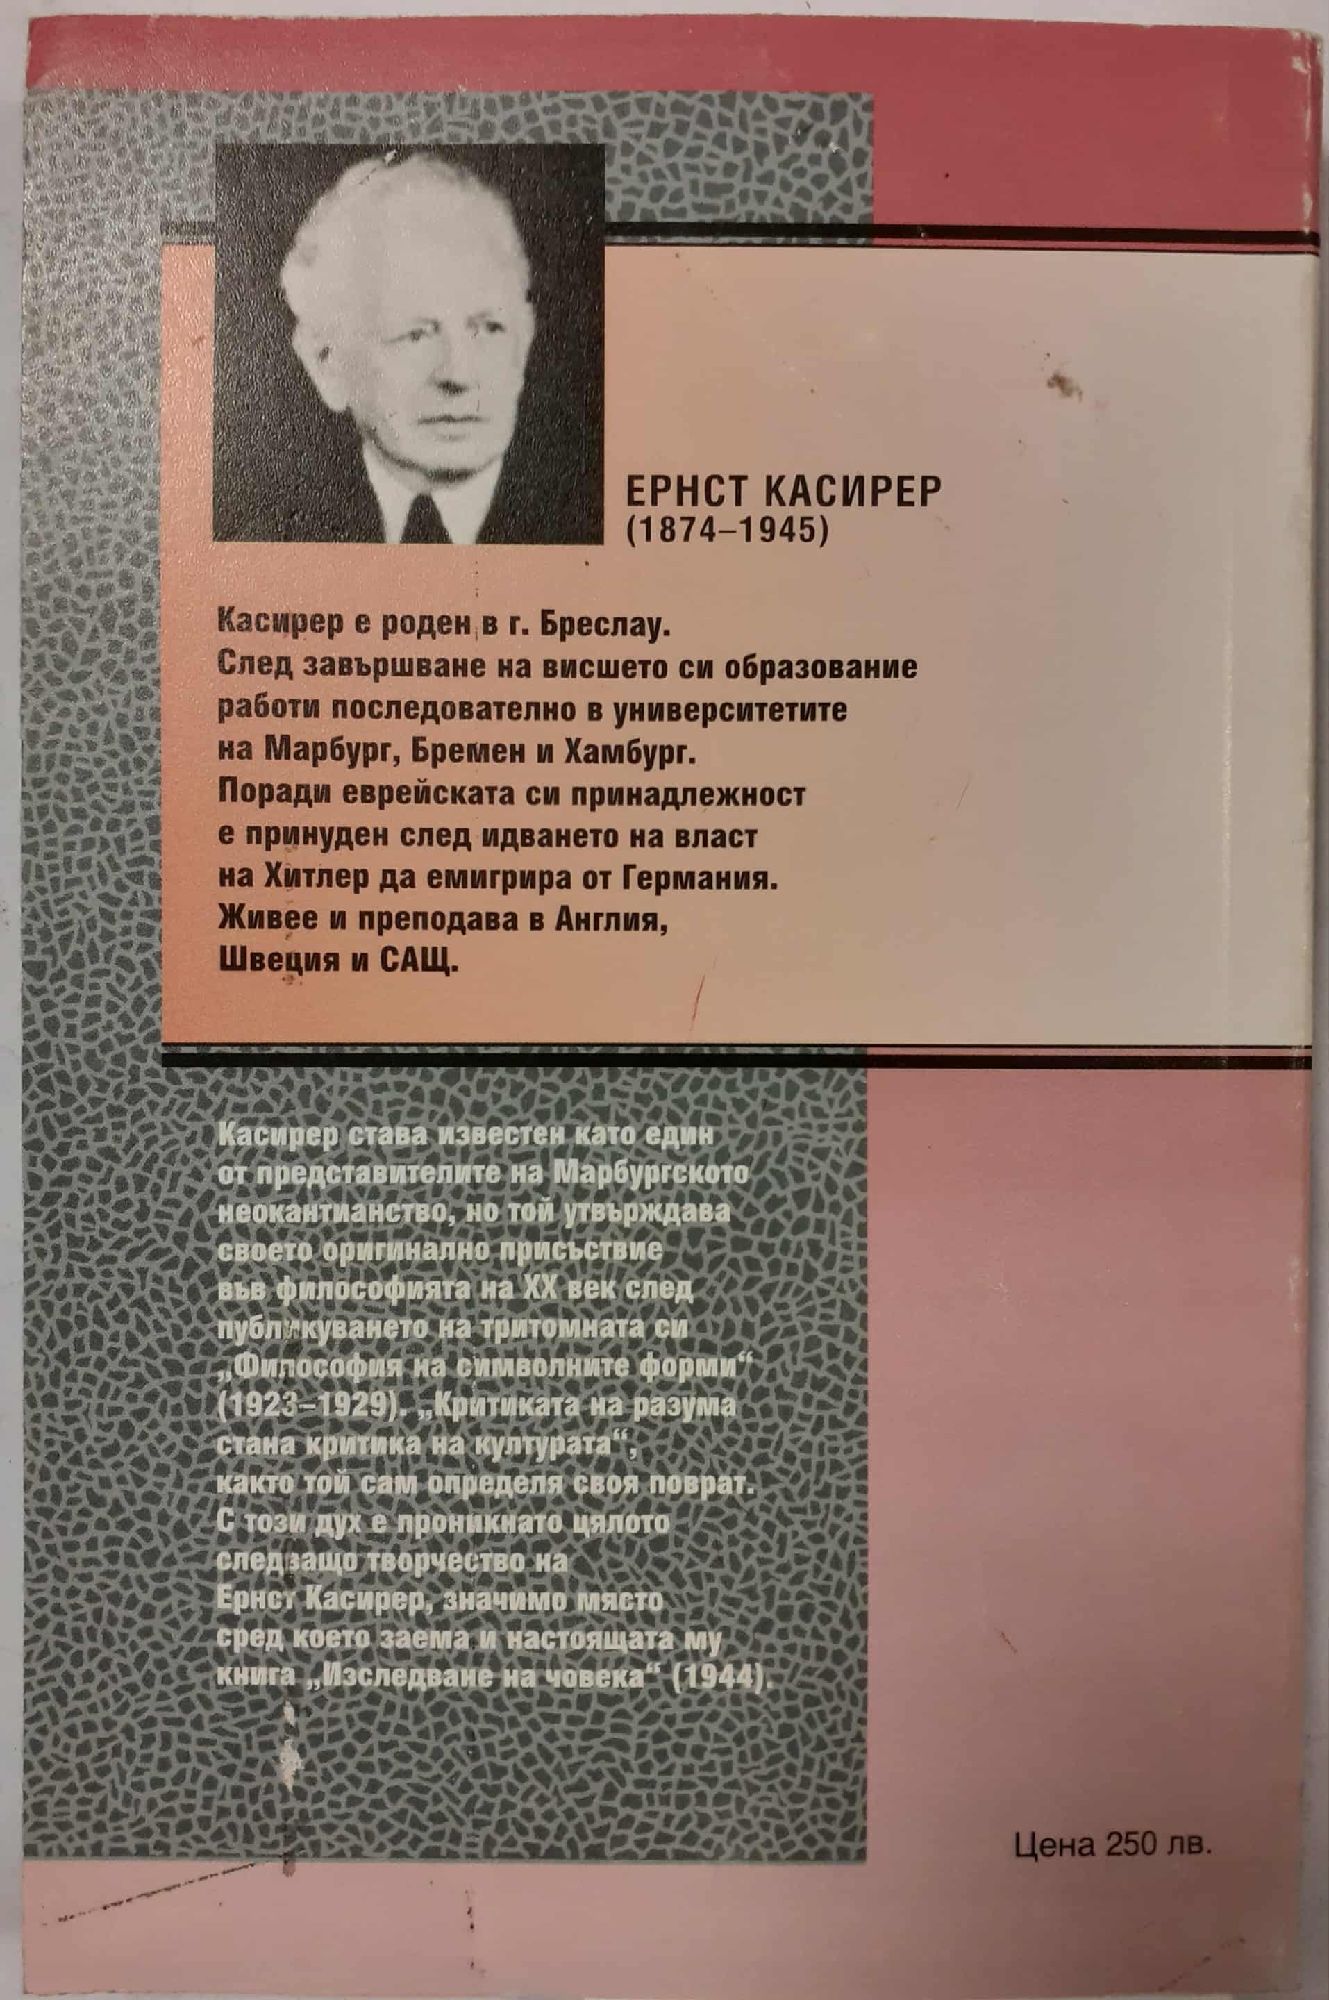 ЕРНСТ КАСИРЕР
(1874–1945)
Касирер е роден в г. Бреслау.
След завършване на висшето си образование
работи последователно в университетите
на Марбург, Бремен и Хамбург.
Поради еврейската си принадлежност
е принуден след идването на власт
на Хитлер да емигрира от Германия.
Живее и преподава в Англия,
Швеция и САЩ.
Касирер става известен като един
от представителите на Марбургското
неокантианство, но той утвърждава
своето оригинално присъствие
във философията на XX век след
публикуването на тритомната си
„Философия на символните форми“
(1923–1929). „Критиката на разума
стана критика на културата“,
както той сам определя своя поврат.
С този дух е проникнато цялото
следващо творчество на
Ернст Касирер, значимо място
сред което заема и настоящата му
книга „Изследване на човека“ (1944).
Цена 250 лв.